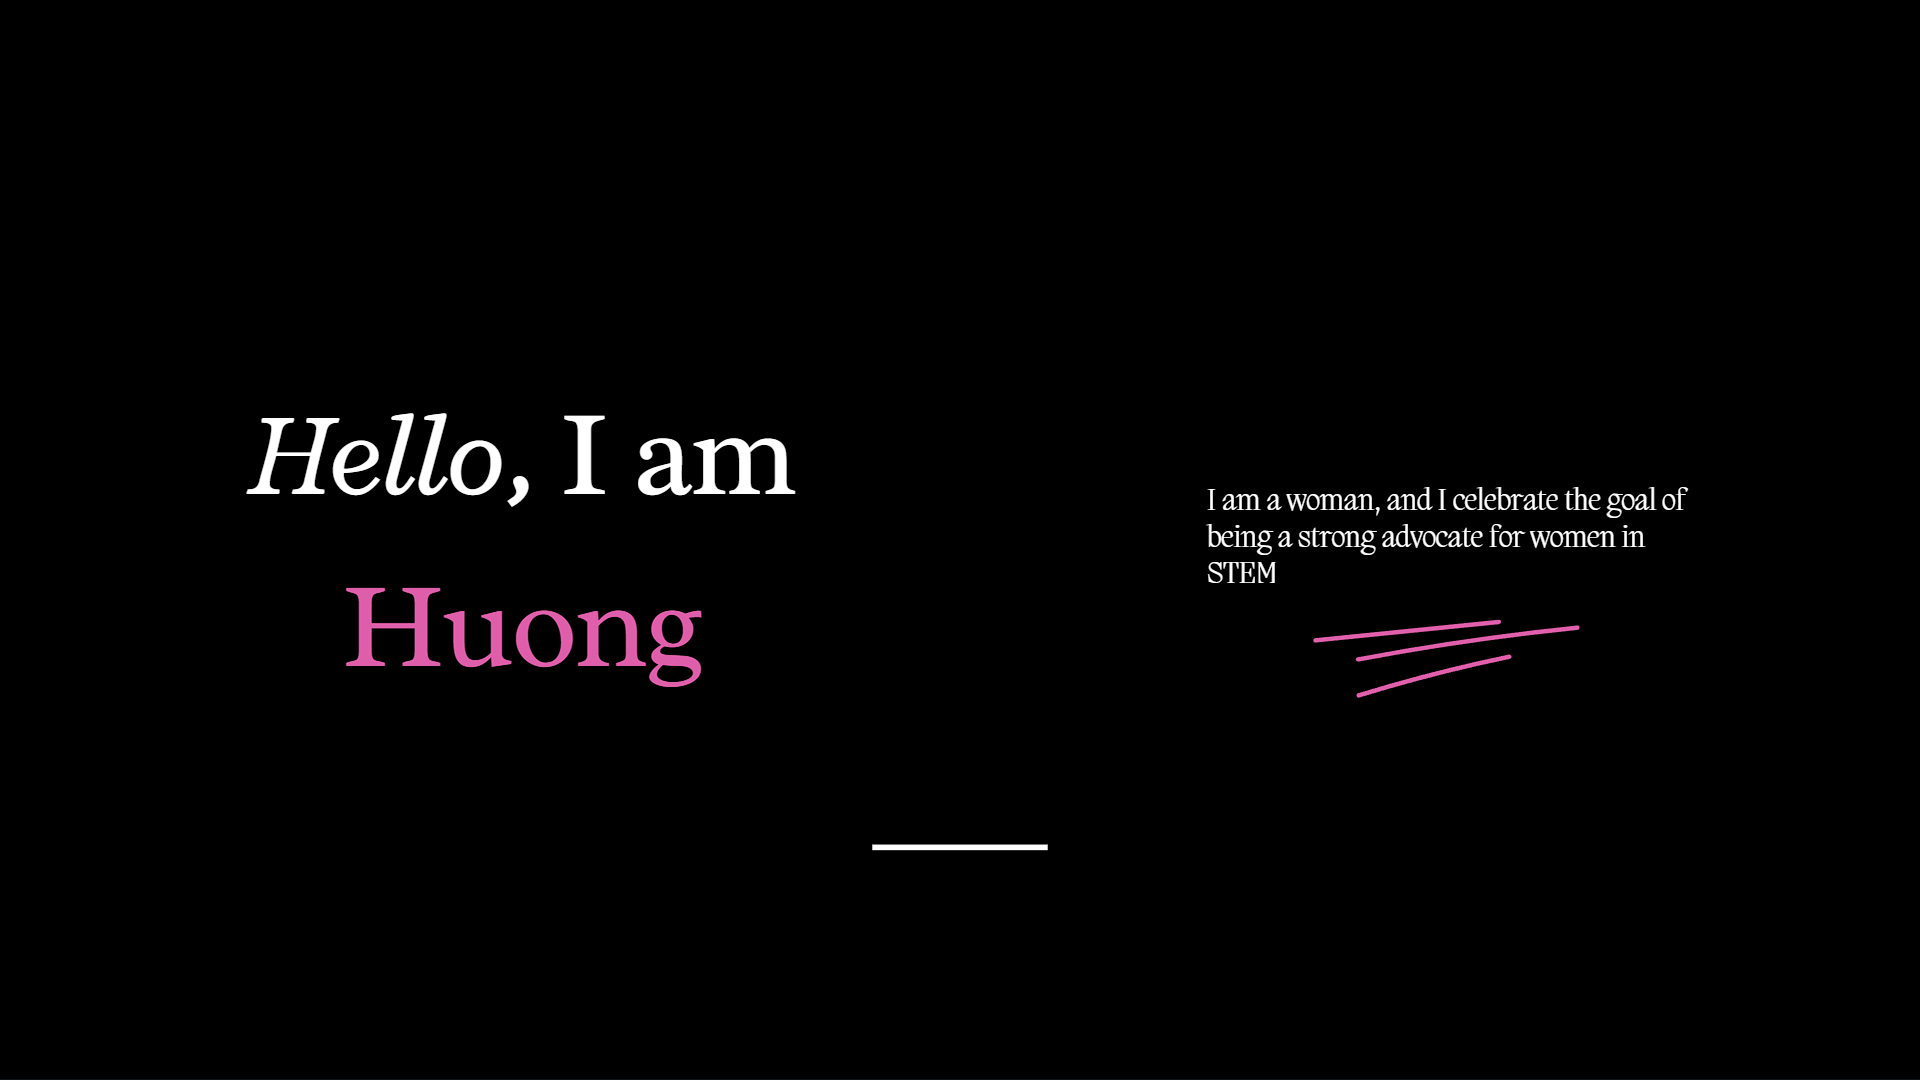 Hello, I am
Huong
I am a woman, and I celebrate the goal of
being a strong advocate for women in
STEM